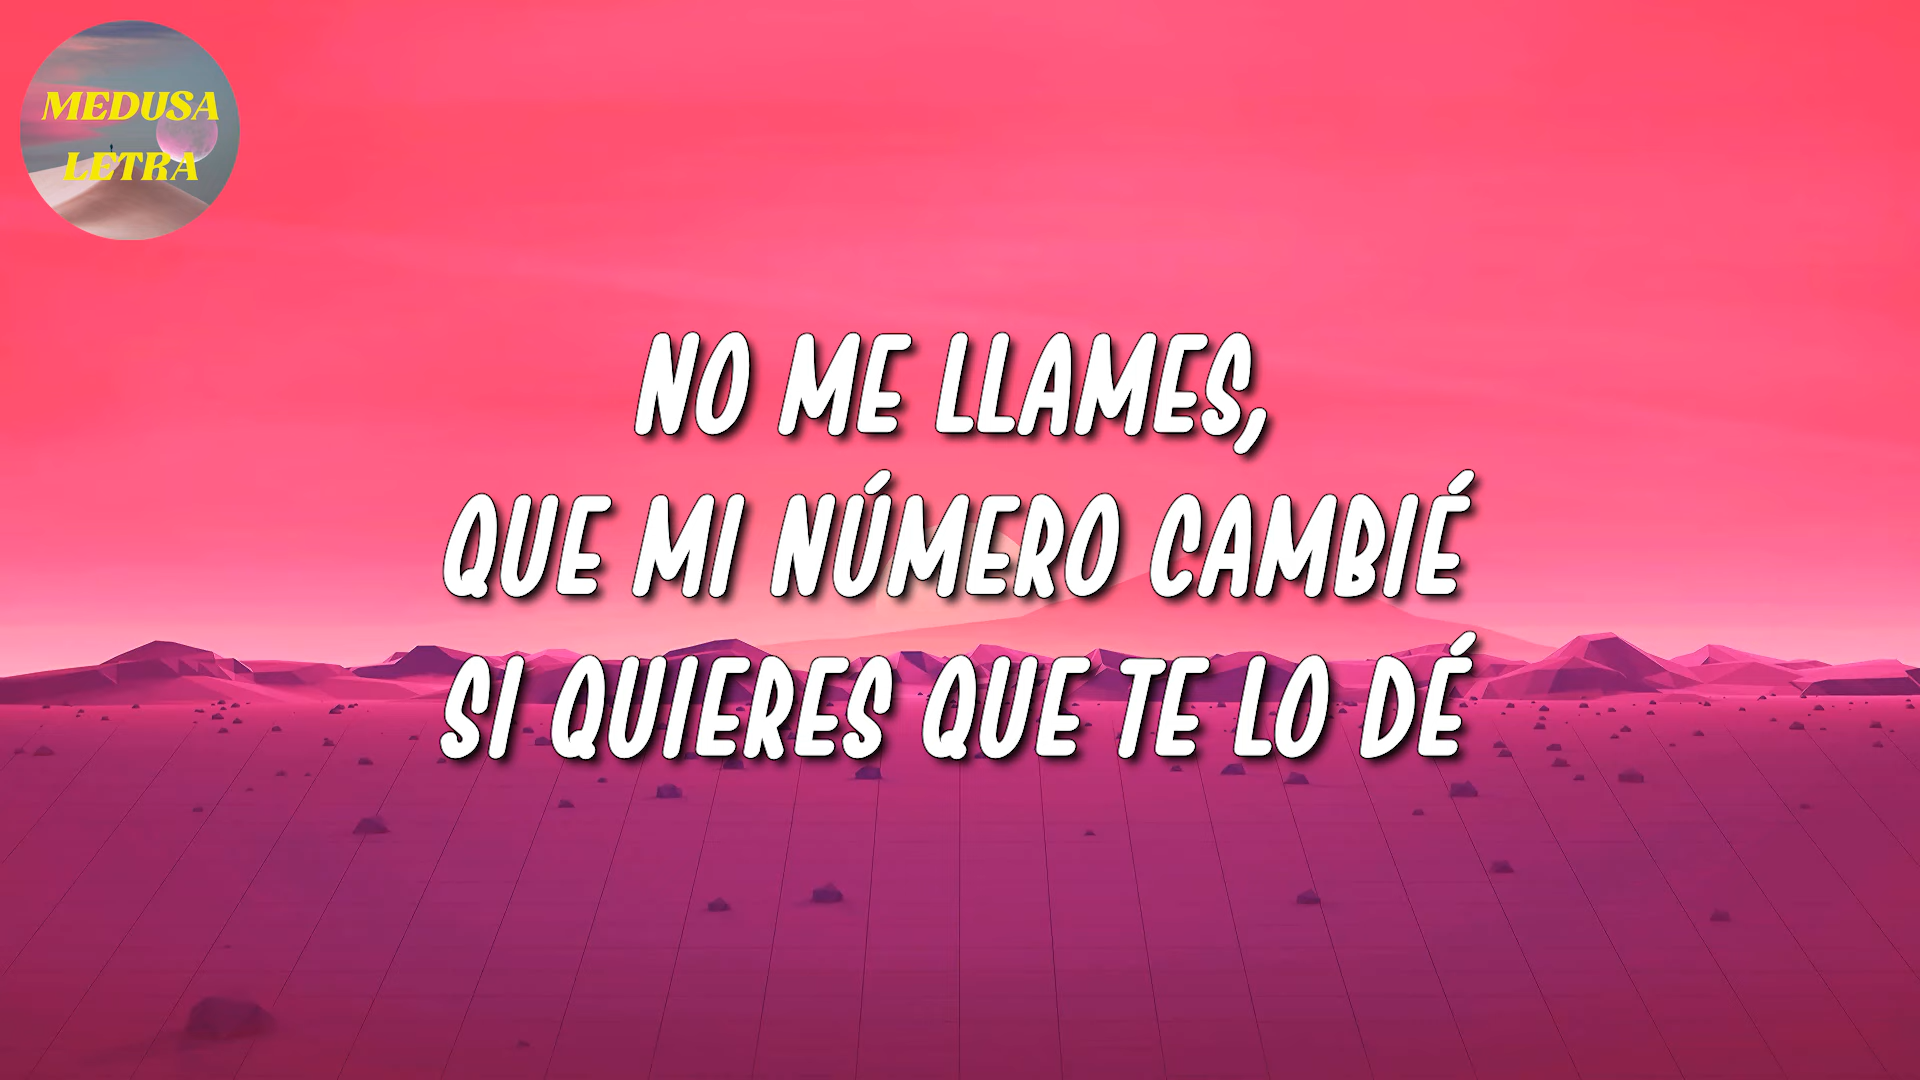 MEDUSA
LETRA
NO ME LLAMES,
QUE MI NÚMERO CAMBIÉ
SI QUIERES QUE TE LO DÉ